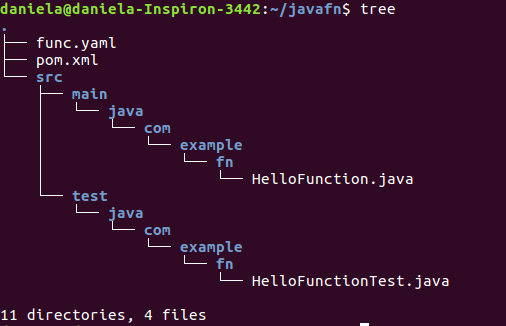 daniela@daniela-Inspiron-3442:~/javafn$ tree
.
├── func.yaml
├── pom.xml
└── src
    ├── main
    │   └── java
    │       └── com
    │           └── example
    │               └── fn
    │                   └── HelloFunction.java
    └── test
        └── java
            └── com
                └── example
                    └── fn
                        └── HelloFunctionTest.java
11 directories, 4 files